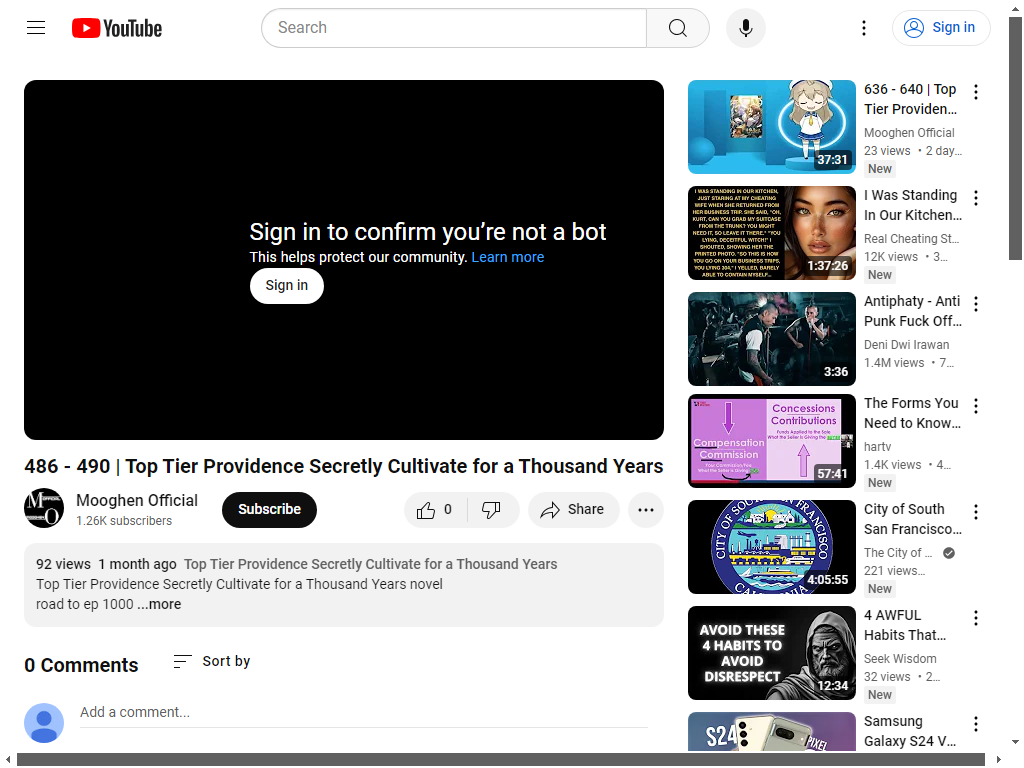 YouTube
Search
Sign in
Sign in to confirm you’re not a bot
This helps protect our community. Learn more
Sign in
486 - 490 | Top Tier Providence Secretly Cultivate for a Thousand Years
Mooghen Official
1.26K subscribers
Subscribe
0
Share
92 views 1 month ago Top Tier Providence Secretly Cultivate for a Thousand Years
Top Tier Providence Secretly Cultivate for a Thousand Years novel
road to ep 1000 ...more
0 Comments
Sort by
Add a comment...
37:31
636 - 640 | Top
Tier Providen...
Mooghen Official
23 views • 2 day...
New
I WAS STANDING IN OUR KITCHEN,
JUST STARING AT MY CHEATING
WIFE WHEN SHE RETURNED FROM
HER BUSINESS TRIP. SHE SAID, "OH,
KURT, CAN YOU GRAB MY SUITCASE
FROM THE TRUNK? YOU MIGHT
NEED IT, SO LEAVE IT THERE." "YOU
LYING, DECEITFUL WITCH!" I
SHOUTED, SHOWING HER THE
PRINTED PHOTO. "SO THIS IS HOW
YOU GO ON YOUR BUSINESS TRIPS,
YOU LYING 304," I YELLED, BARELY
ABLE TO CONTAIN MYSELF...
1:37:26
I Was Standing
In Our Kitchen...
Real Cheating St...
12K views • 3...
New
3:36
Antiphaty - Anti
Punk Fuck Off...
Deni Dwi Irawan
1.4M views • 7...
Compensation
Commission
Concessions
Contributions
Funds Applied to the Sale
57:41
The Forms You
Need to Know...
hartv
1.4K views • 4...
New
CITY OF SOUTH SAN FRANCISCO
CALIFORNIA
4:05:55
City of South
San Francisco...
The City of ...
221 views...
New
AVOID THESE
4 HABITS TO
AVOID
DISRESPECT
12:34
4 AWFUL
Habits That...
Seek Wisdom
32 views • 2...
New
S24
PIXEL
Samsung
Galaxy S24 V...